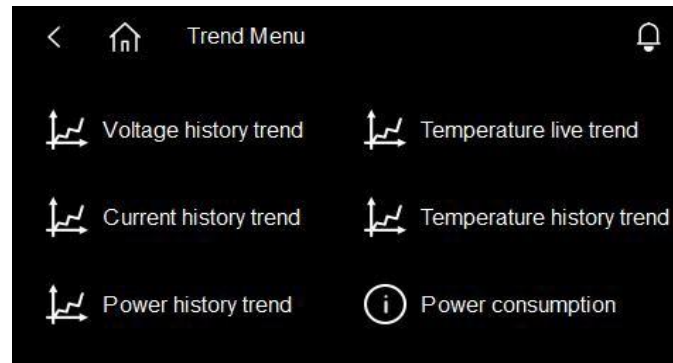 Trend Menu
Voltage history trend
Temperature live trend
Current history trend
Temperature history trend
Power history trend
Power consumption